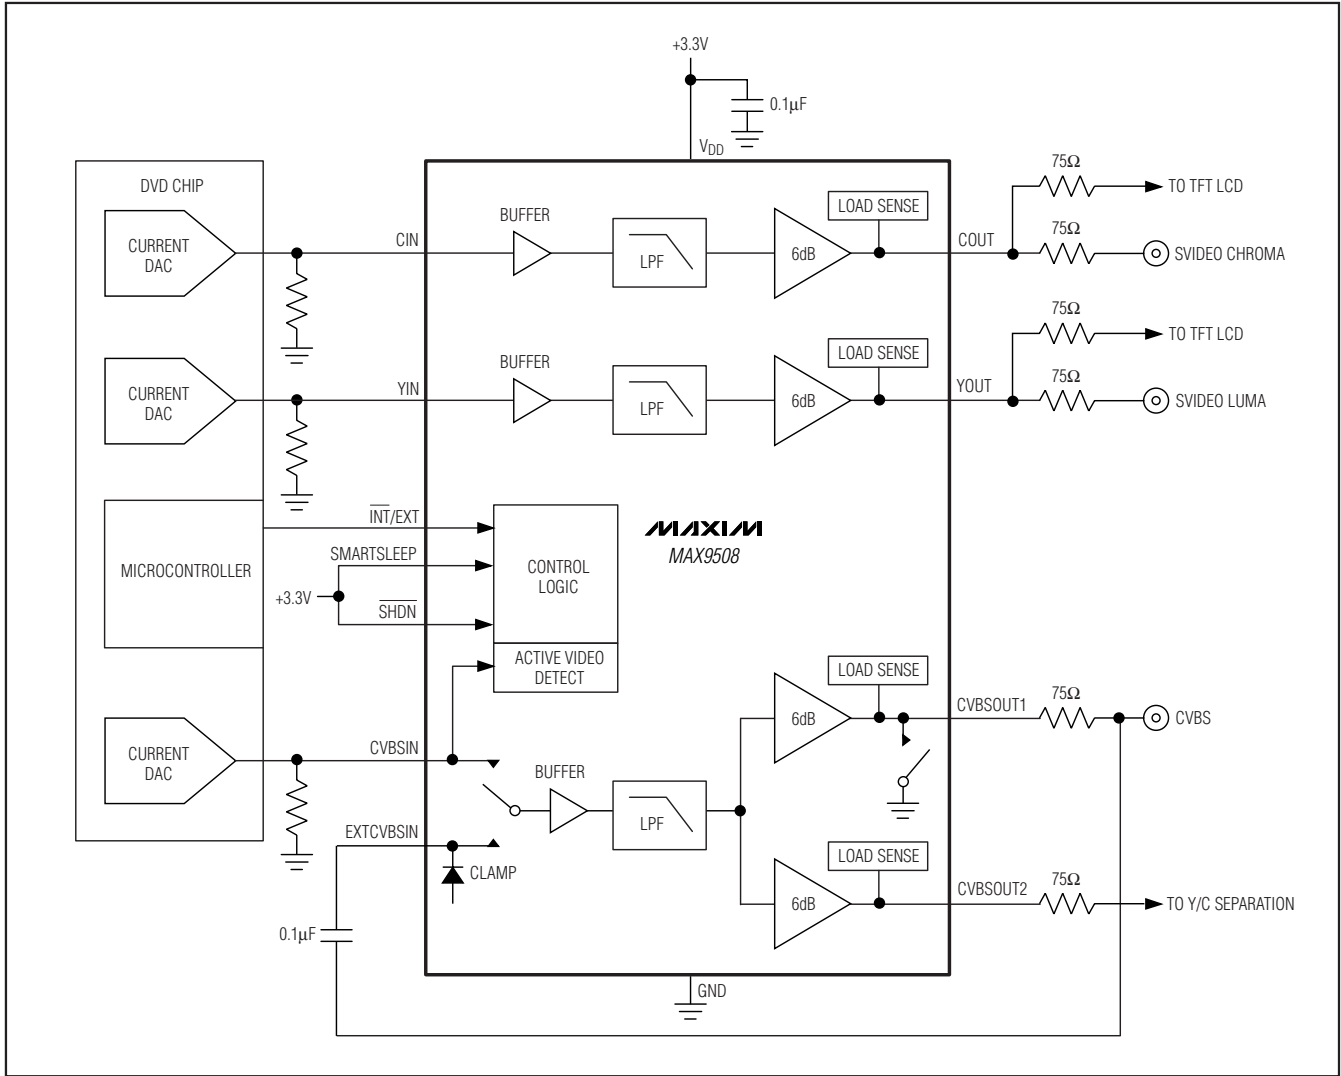 +3.3V
0.1µF
VDD
DVD CHIP
CURRENT
DAC
CIN
BUFFER
LPF
6dB
LOAD SENSE
COUT
75Ω
TO TFT LCD
75Ω
SVIDEO CHROMA
CURRENT
DAC
YIN
BUFFER
LPF
6dB
LOAD SENSE
YOUT
75Ω
TO TFT LCD
75Ω
SVIDEO LUMA
MICROCONTROLLER
INT/EXT
SMARTSLEEP
+3.3V
SHDN
CONTROL
LOGIC
ACTIVE VIDEO
DETECT
MAXIM
MAX9508
CURRENT
DAC
CVBSIN
EXTCVBSIN
CLAMP
0.1µF
BUFFER
LPF
6dB
LOAD SENSE
CVBSOUT1
75Ω
CVBS
6dB
LOAD SENSE
CVBSOUT2
75Ω
TO Y/C SEPARATION
GND